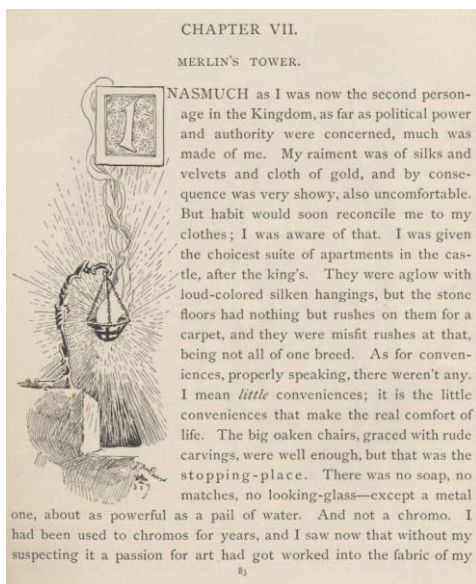 CHAPTER VII.
MERLIN'S TOWER.
INASMUCH as I was now the second person-
age in the Kingdom, as far as political power
and authority were concerned, much was
made of me. My raiment was of silks and
velvets and cloth of gold, and by conse-
quence was very showy, also uncomfortable.
But habit would soon reconcile me to my
clothes; I was aware of that. I was given
the choicest suite of apartments in the cas-
tle, after the king's. They were aglow with
loud-colored silken hangings, but the stone
floors had nothing but rushes on them for a
carpet, and they were misfit rushes at that,
being not all of one breed. As for conven-
iences, properly speaking, there weren't any.
I mean little conveniences; it is the little
conveniences that make the real comfort of
life. The big oaken chairs, graced with rude
carvings, were well enough, but that was the
stopping-place. There was no soap, no
matches, no looking-glass—except a metal
one, about as powerful as a pail of water. And not a chromo. I
had been used to chromos for years, and I saw now that without my
suspecting it a passion for art had got worked into the fabric of my
83